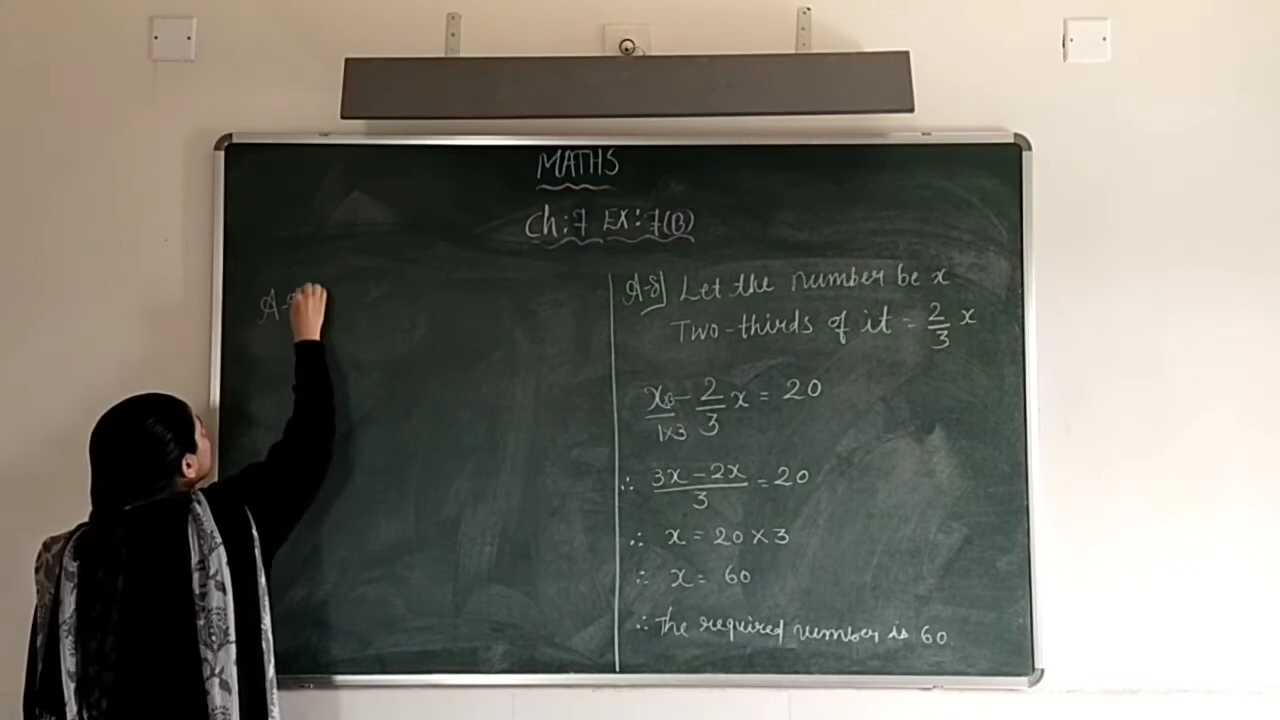 MATHS
Ch:7 EX:7(B)
A-
A-8] Let the number be x
Two-thirds of it = 2/3 x
x×3/1×3 - 2/3 x = 20
∴ 3x-2x/3 = 20
∴ x = 20 × 3
∴ x = 60
∴ The required number is 60.